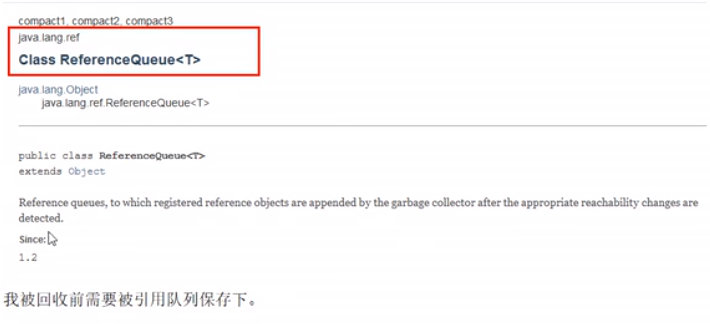 compact1, compact2, compact3
java.lang.ref
Class ReferenceQueue<T>
java.lang.Object
java.lang.ref.ReferenceQueue<T>
public class ReferenceQueue<T>
extends Object
Reference queues, to which registered reference objects are appended by the garbage collector after the appropriate reachability changes are
detected.
Since:
1.2
我被回收前需要被引用队列保存下。